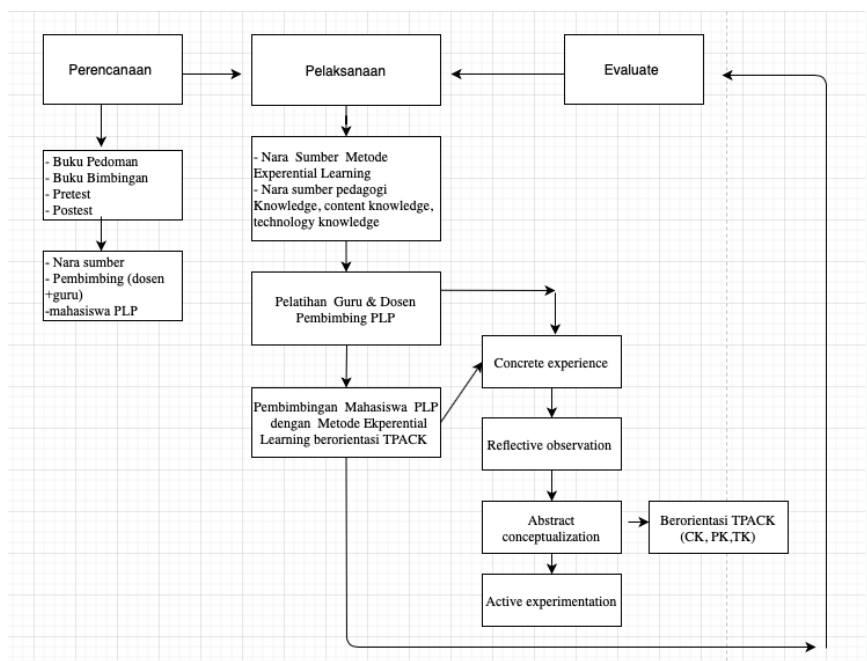 Perencanaan
Pelaksanaan
Evaluate
- Buku Pedoman
- Buku Bimbingan
- Pretest
- Postest
- Nara sumber
- Pembimbing (dosen
+guru)
-mahasiswa PLP
- Nara Sumber Metode
Experential Learning
- Nara sumber pedagogi
Knowledge, content knowledge,
technology knowledge
Pelatihan Guru & Dosen
Pembimbing PLP
Pembimbingan Mahasiswa PLP
dengan Metode Ekperential
Learning berorientasi TPACK
Concrete experience
Reflective observation
Abstract
conceptualization
Berorientasi TPACK
(CK, PK,TK)
Active experimentation